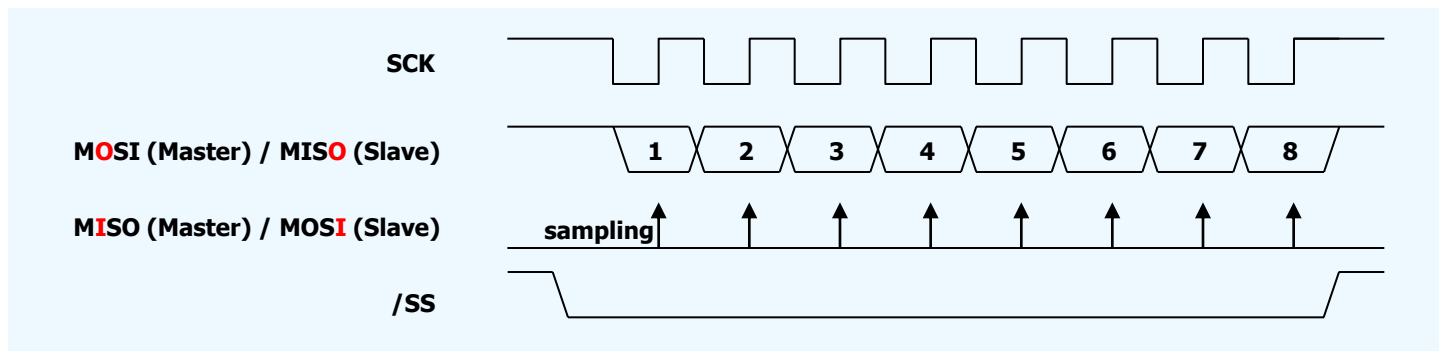 SCK
MOSI (Master) / MISO (Slave)
1 2 3 4 5 6 7 8
MISO (Master) / MOSI (Slave)
sampling
/SS